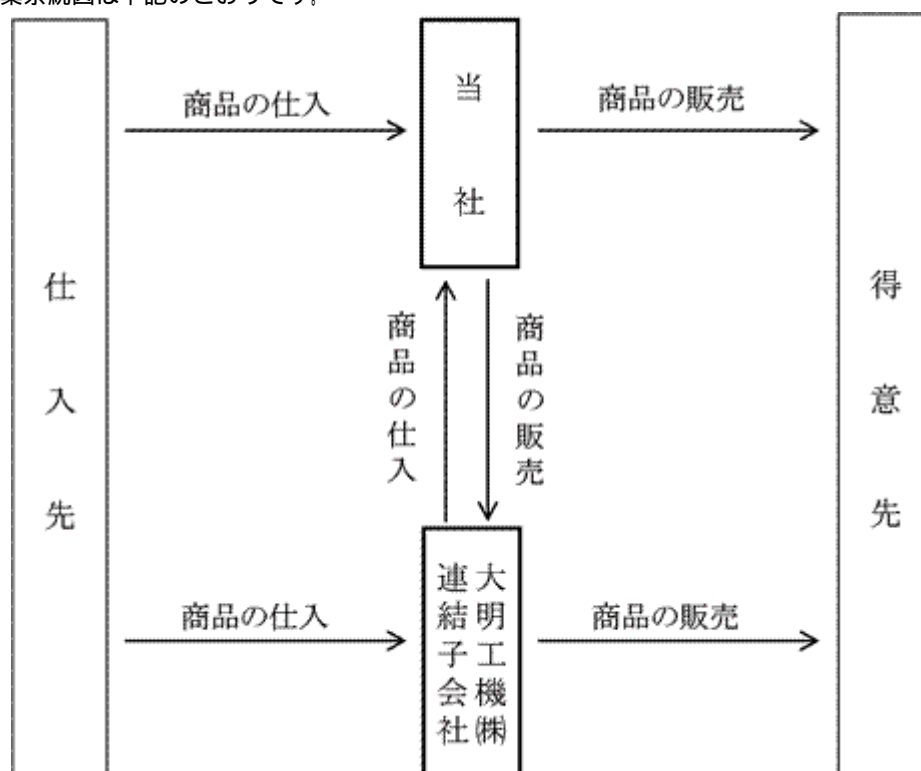 業系統図は下記のとおりです。
当社
商品の仕入
商品の販売
仕入先
得意先
商品の仕入
商品の販売
商品の仕入
大明工機㈱
連結子会社
商品の販売